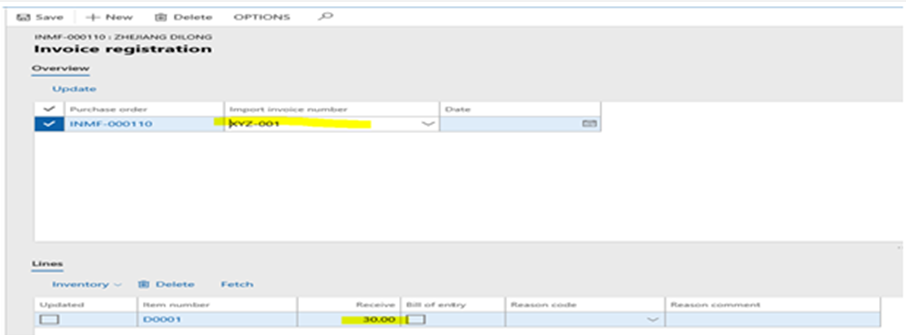 Save + New Delete OPTIONS
INMF-000110 : ZHEJIANG DILONG
Invoice registration
Overview
Update
Purchase order Import invoice number Date
INMF-000110 XYZ-001
Lines
Inventory Delete Fetch
Updated Item number Receive Bill of entry Reason code Reason comment
D0001 30.00